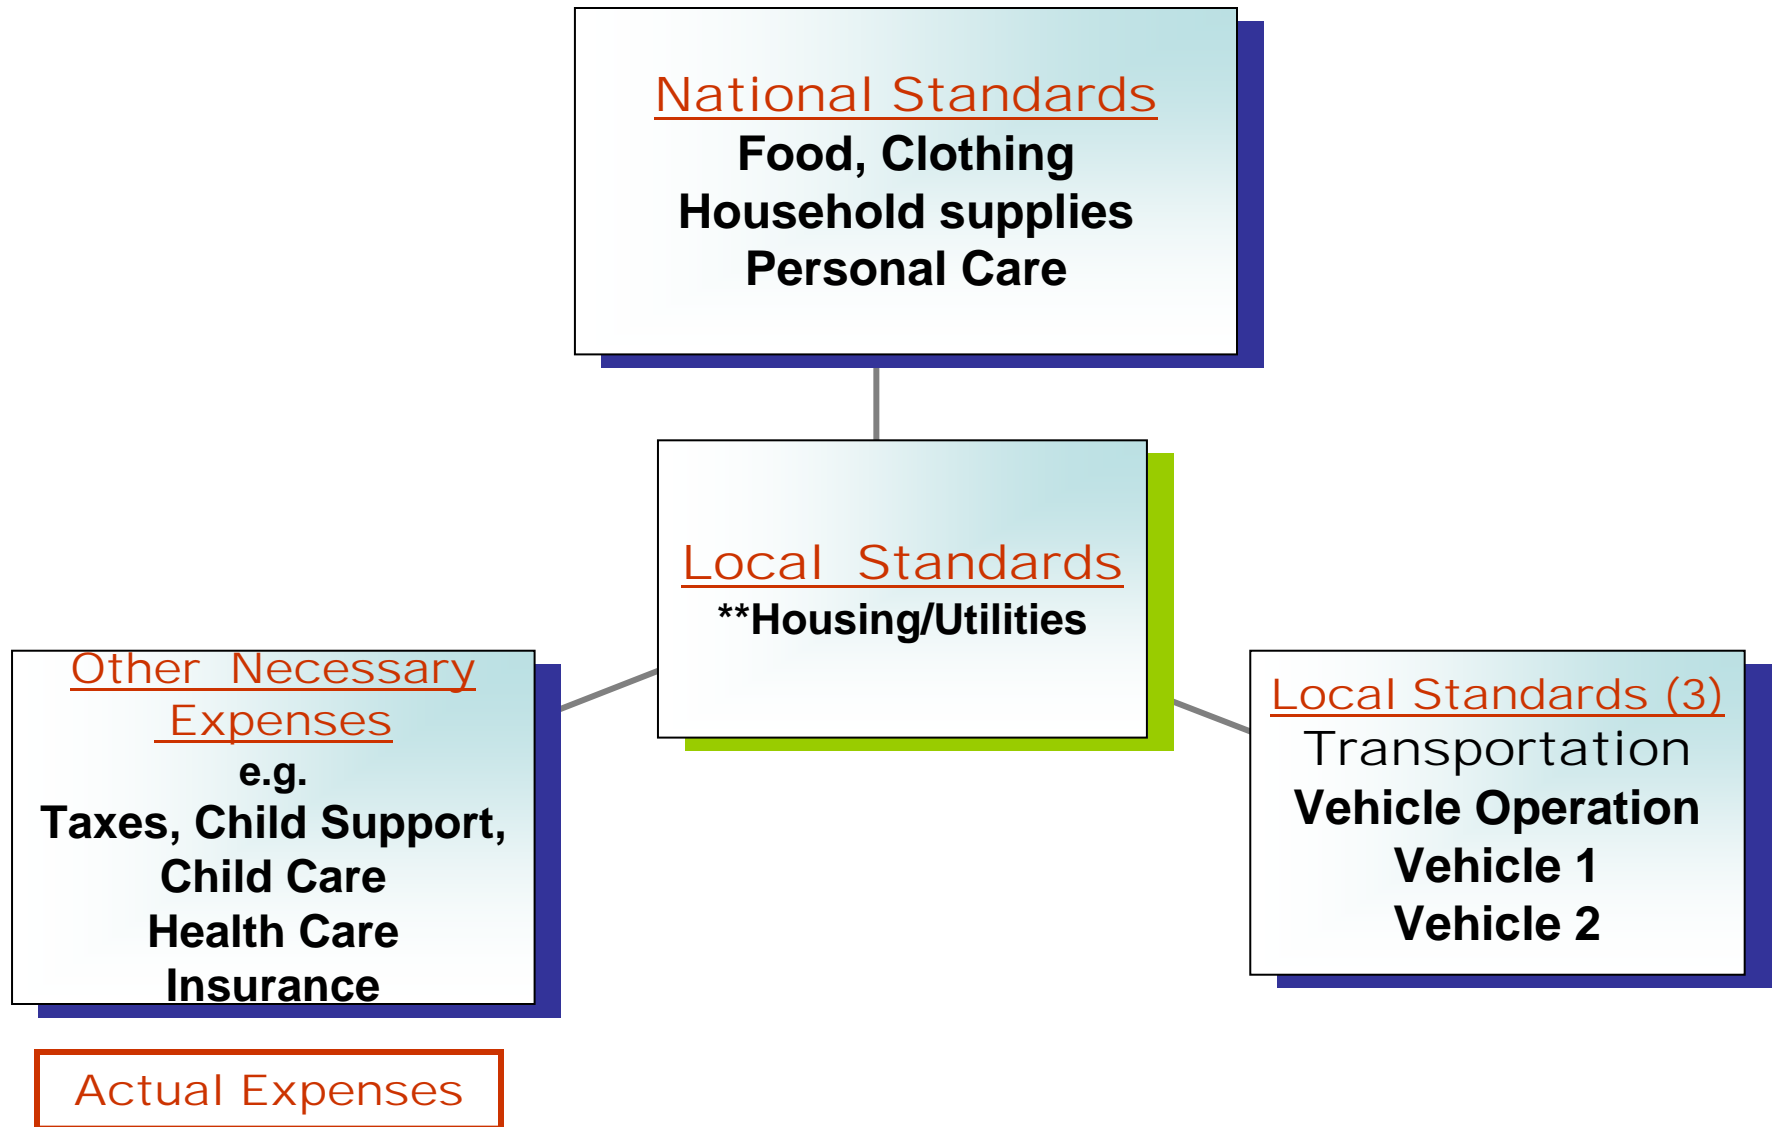 National Standards
Food, Clothing
Household supplies
Personal Care
Local Standards
**Housing/Utilities
Other Necessary
Expenses
e.g.
Taxes, Child Support,
Child Care
Health Care
Insurance
Local Standards (3)
Transportation
Vehicle Operation
Vehicle 1
Vehicle 2
Actual Expenses